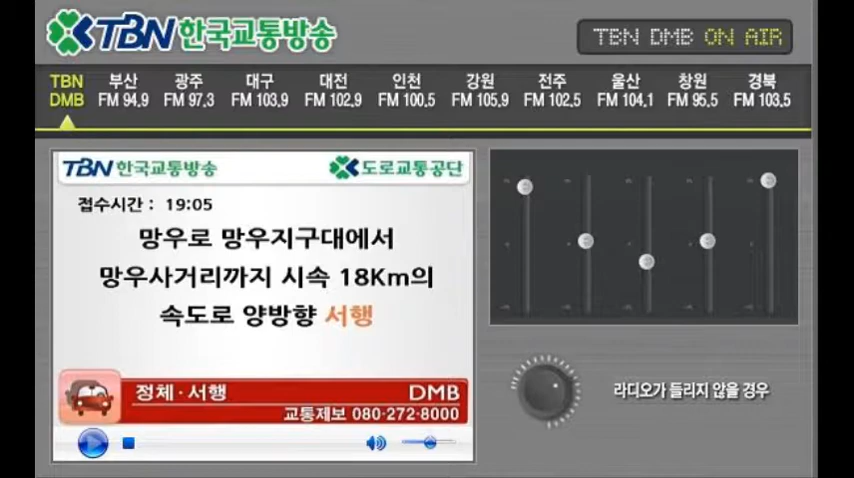 TBN 한국교통방송
TBN DMB ON AIR
TBN DMB
부산 FM 94.9
광주 FM 97.3
대구 FM 103.9
대전 FM 102.9
인천 FM 100.5
강원 FM 105.9
전주 FM 102.5
울산 FM 104.1
창원 FM 95.5
경북 FM 103.5
TBN 한국교통방송 도로교통공단
접수시간 : 19:05
망우로 망우지구대에서
망우사거리까지 시속 18Km의
속도로 양방향 서행
정체·서행 DMB
교통제보 080-272-8000
라디오가 들리지 않을 경우